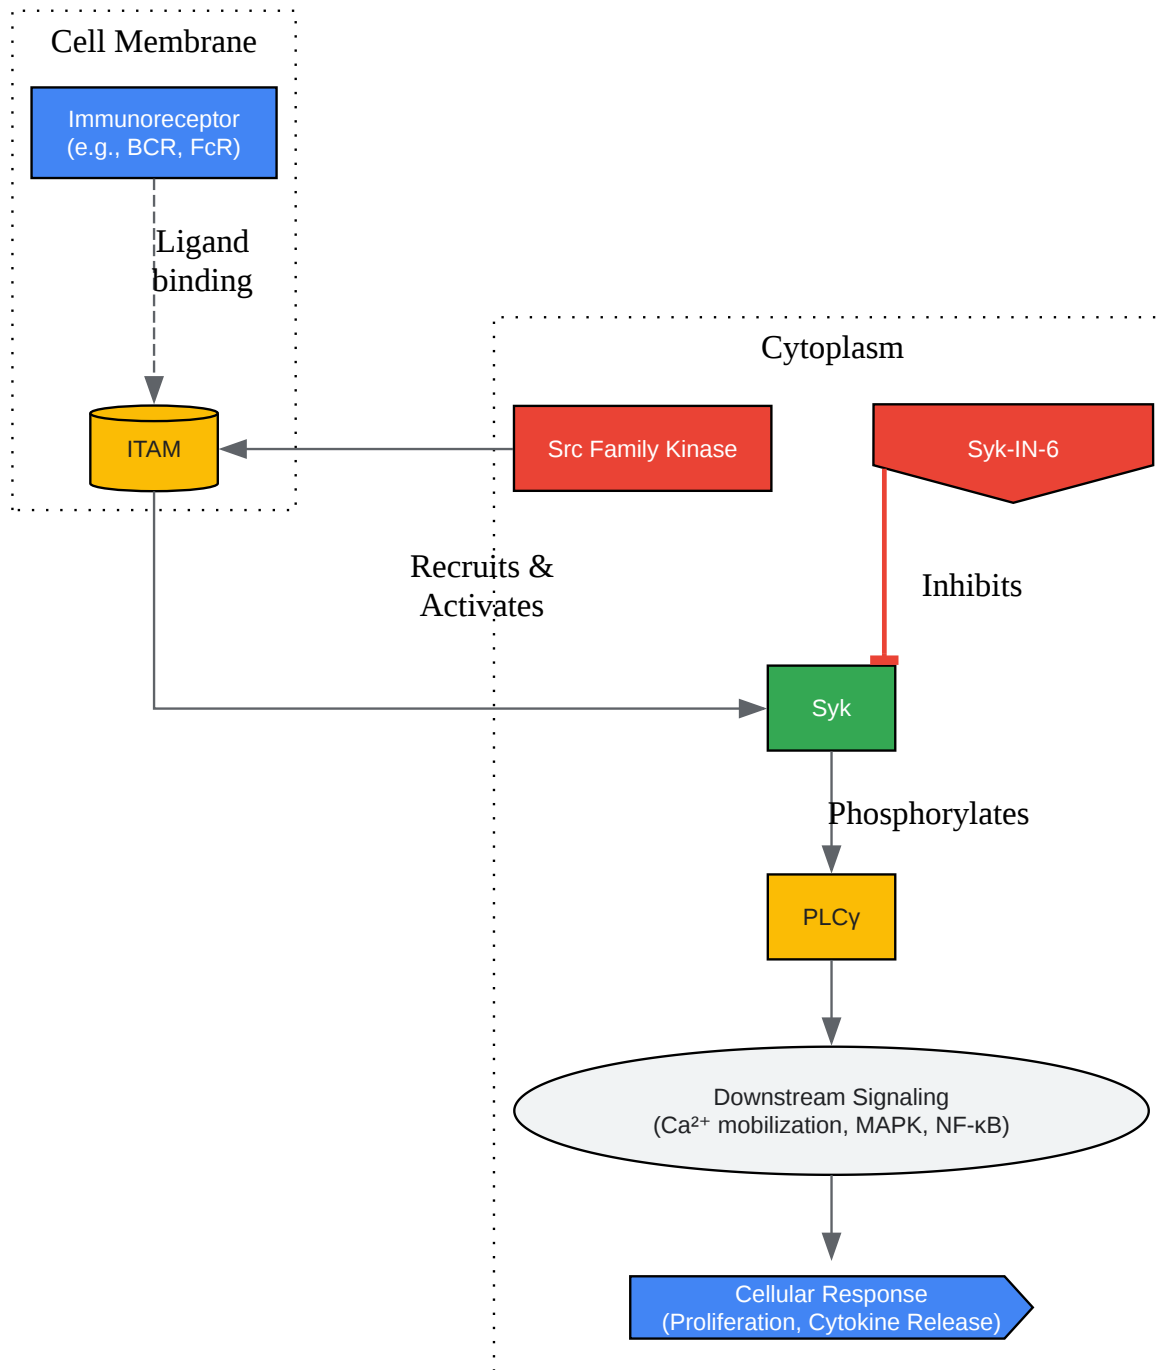 Cell Membrane
Immunoreceptor
(e.g., BCR, FcR)
Ligand
binding
Cytoplasm
ITAM
Src Family Kinase
Syk-IN-6
Recruits &
Activates
Inhibits
Syk
Phosphorylates
PLCγ
Downstream Signaling
(Ca²⁺ mobilization, MAPK, NF-κB)
Cellular Response
(Proliferation, Cytokine Release)